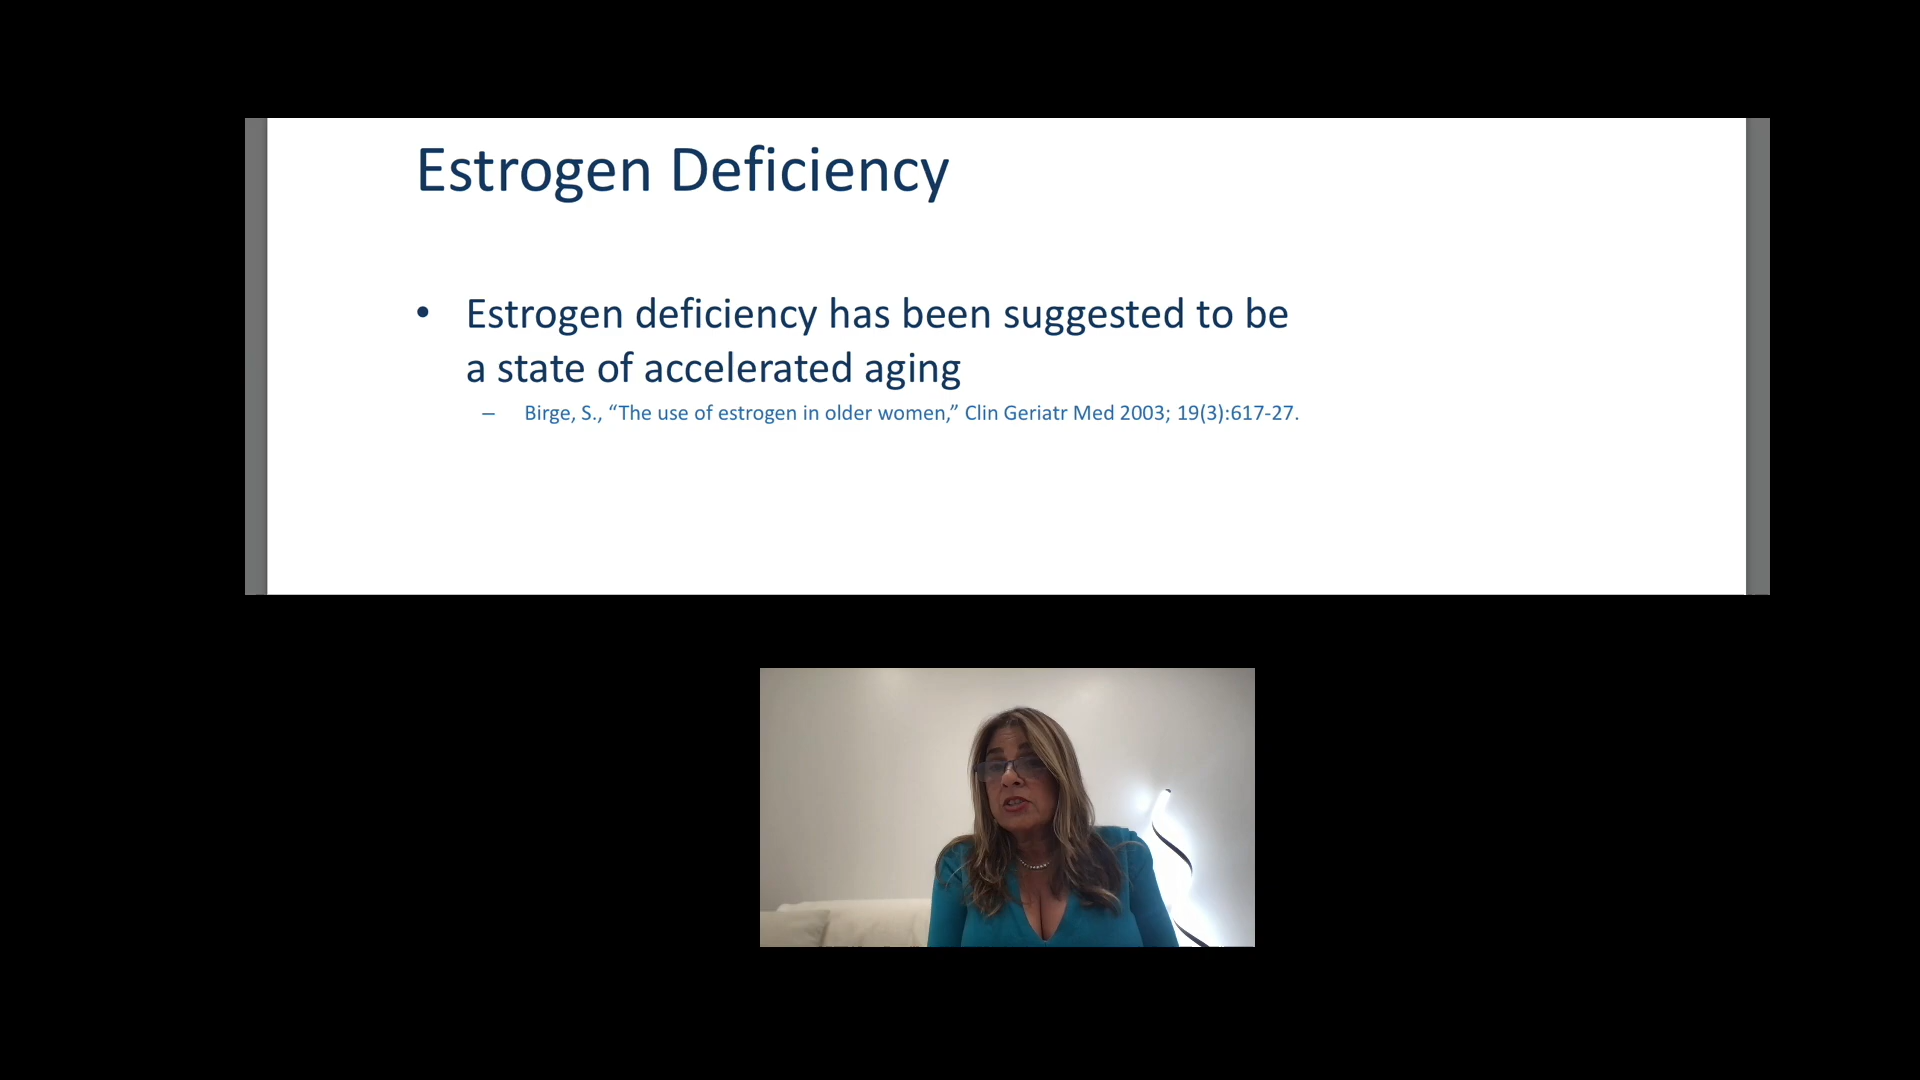 Estrogen Deficiency
• Estrogen deficiency has been suggested to be
a state of accelerated aging
– Birge, S., “The use of estrogen in older women,” Clin Geriatr Med 2003; 19(3):617-27.